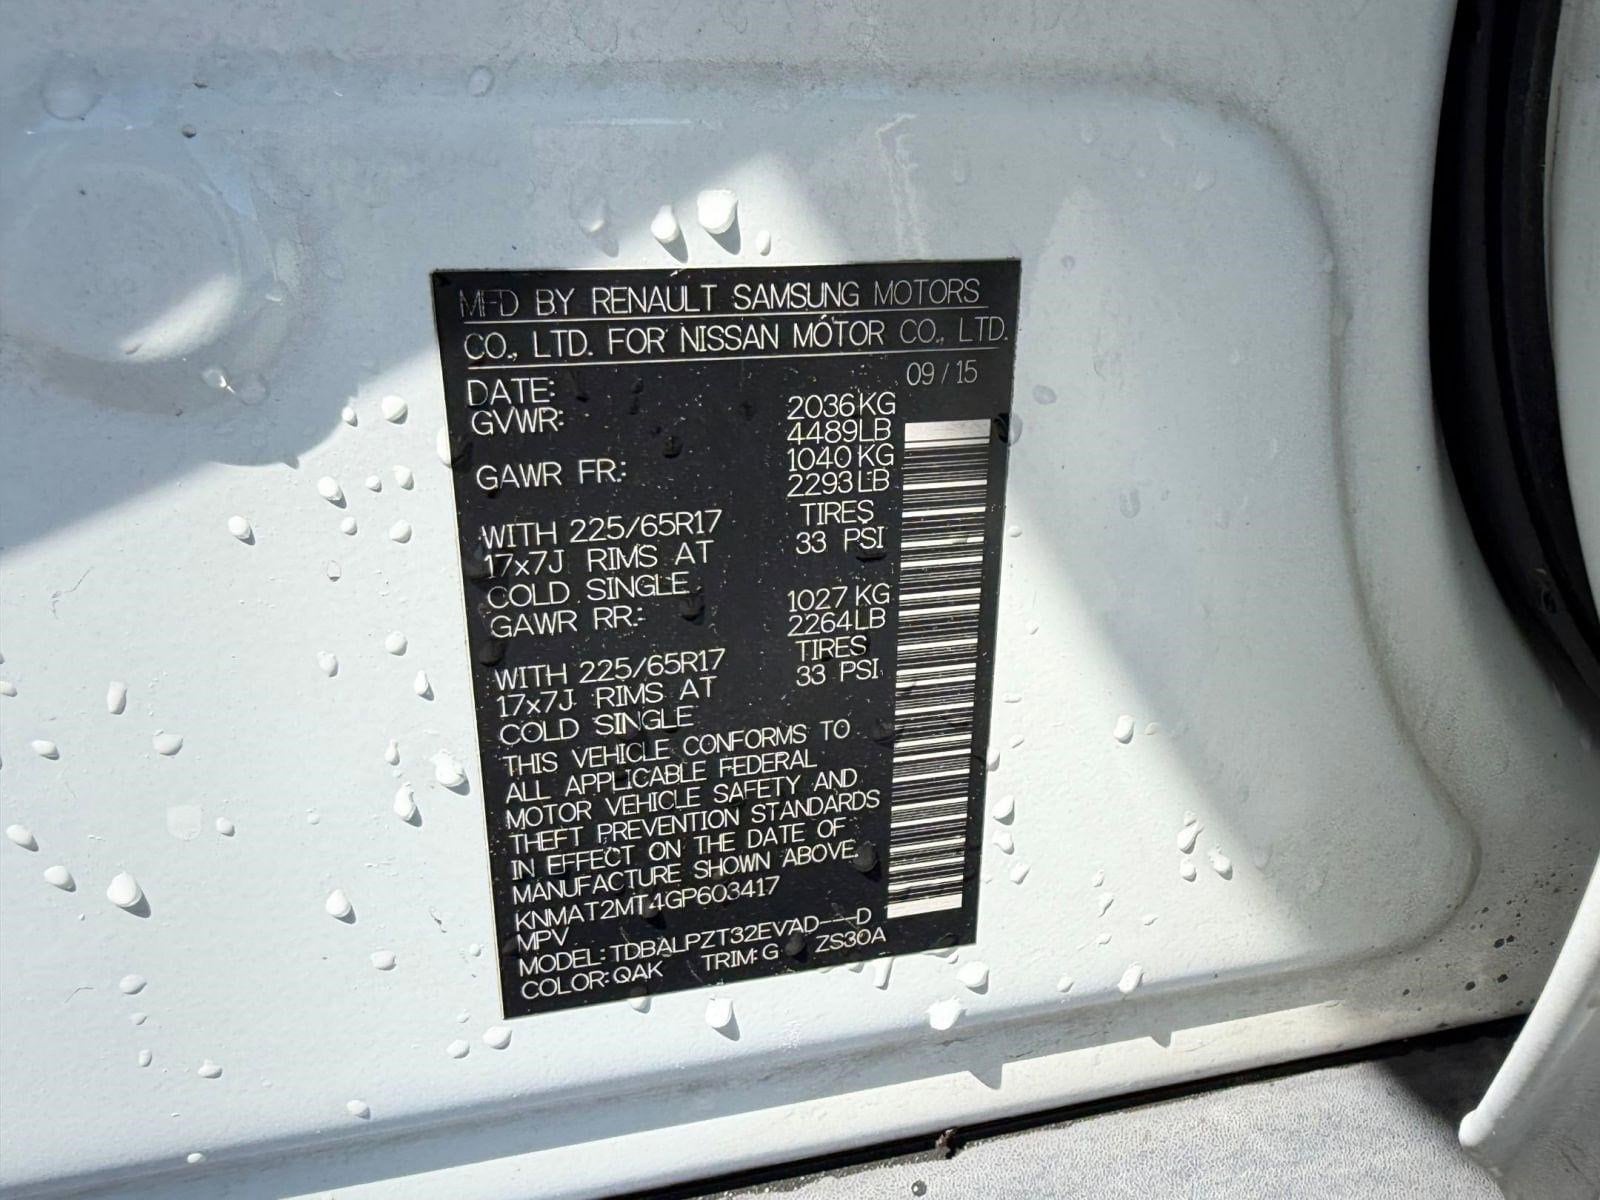 MFD BY RENAULT SAMSUNG MOTORS
CO., LTD. FOR NISSAN MOTOR CO., LTD.
DATE: 09 / 15
GVWR: 2036KG
4489LB
GAWR FR: 1040KG
2293LB
WITH 225/65R17 TIRES
17x7J RIMS AT 33 PSI
COLD SINGLE
GAWR RR: 1027KG
2264LB
WITH 225/65R17 TIRES
17x7J RIMS AT 33 PSI
COLD SINGLE
THIS VEHICLE CONFORMS TO
ALL APPLICABLE FEDERAL
MOTOR VEHICLE SAFETY AND
THEFT PREVENTION STANDARDS
IN EFFECT ON THE DATE OF
MANUFACTURE SHOWN ABOVE.
KNMAT2MT4GP603417
MPV
MODEL: TDBALPZT32EVAD---D
COLOR: QAK TRIM: G ZS30A